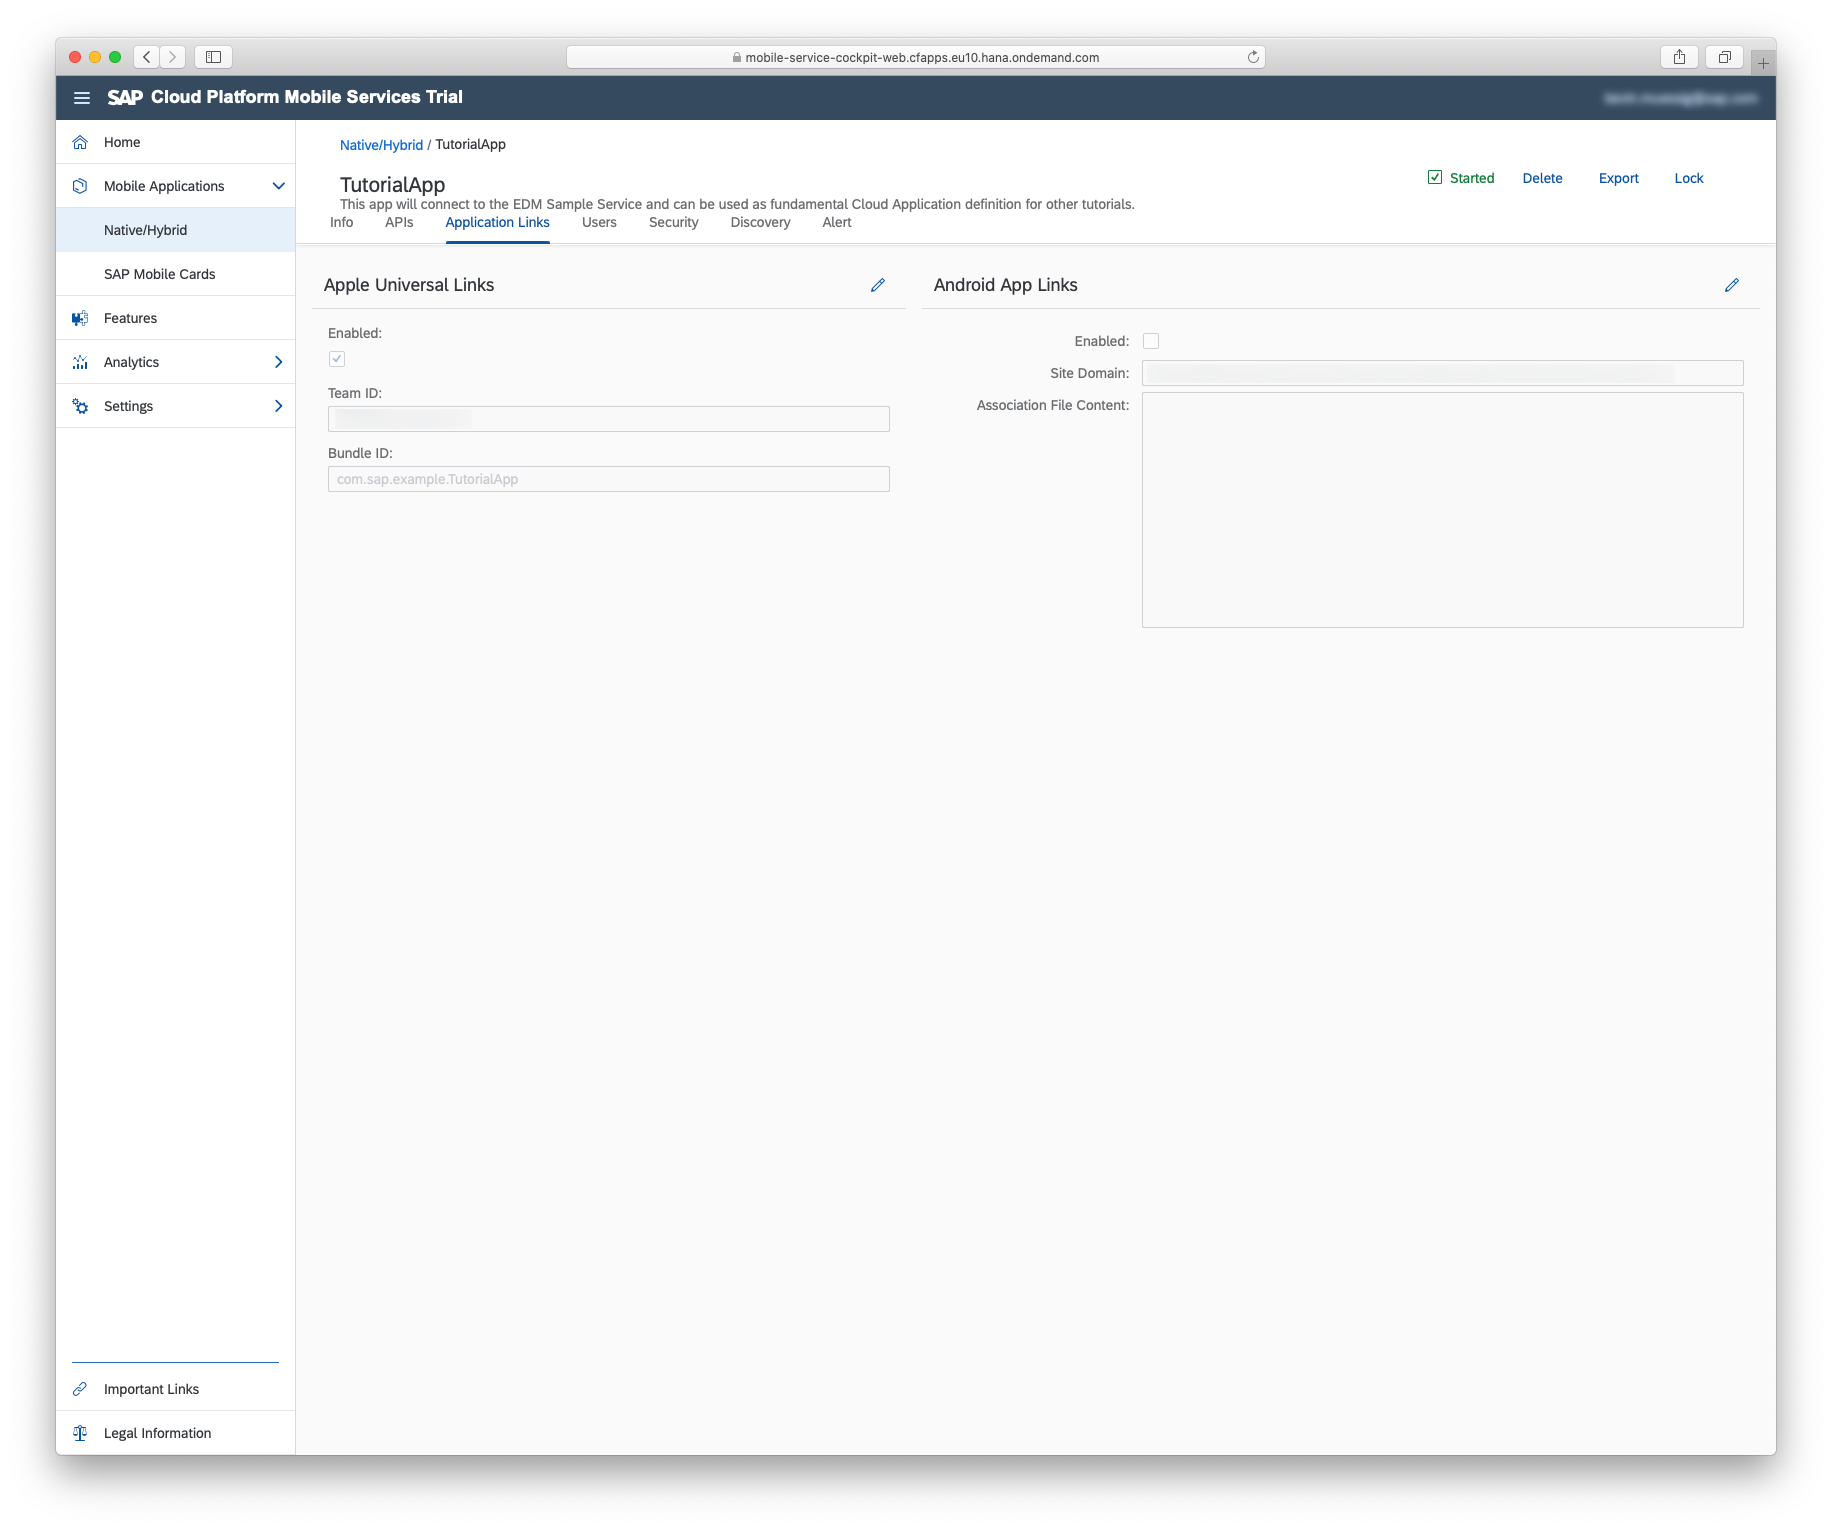 mobile-service-cockpit-web.cfapps.eu10.hana.ondemand.com
SAP Cloud Platform Mobile Services Trial
Home
Mobile Applications
Native/Hybrid
SAP Mobile Cards
Features
Analytics
Settings
Important Links
Legal Information
Native/Hybrid / TutorialApp
TutorialApp
Started Delete Export Lock
This app will connect to the EDM Sample Service and can be used as fundamental Cloud Application definition for other tutorials.
Info APIs Application Links Users Security Discovery Alert
Apple Universal Links
Enabled:
Team ID:
Bundle ID:
com.sap.example.TutorialApp
Android App Links
Enabled:
Site Domain:
Association File Content: